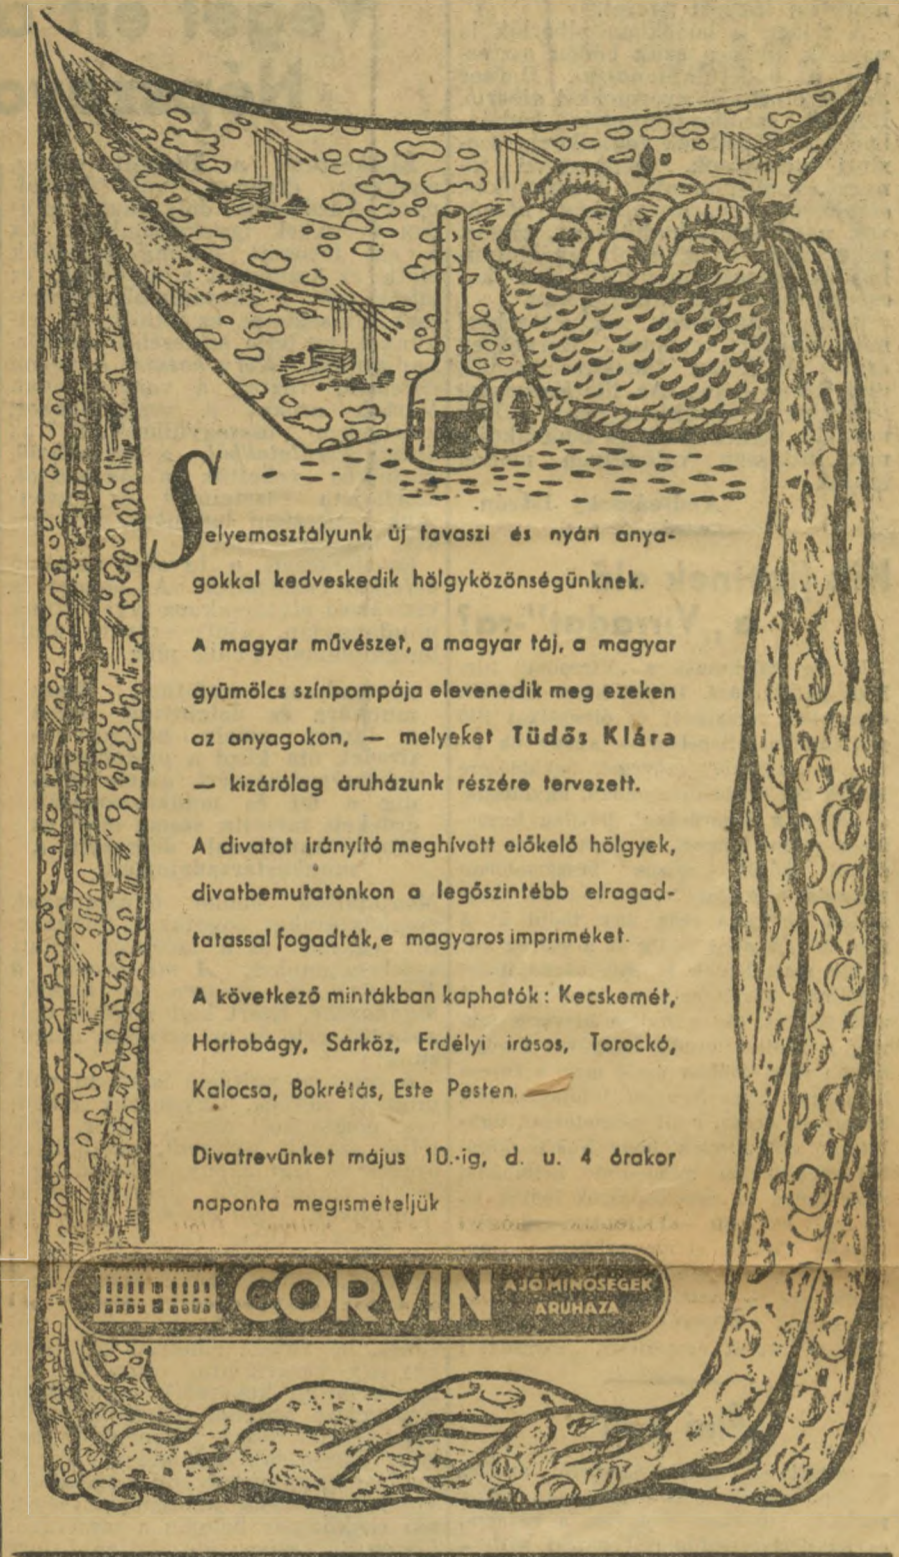 Selyemosztályunk új tavaszi és nyári anya-
gokkal kedveskedik hölgyközönségünknek.
A magyar művészet, a magyar táj, a magyar
gyümölcs színpompája elevenedik meg ezeken
az anyagokon, — melyeket Tüdős Klára
— kizárólag áruházunk részére tervezett.
A divatot irányító meghívott előkelő hölgyek,
divatbemutatónkon a legőszintébb elragad-
tatással fogadták, e magyaros impriméket.
A következő mintákban kaphatók: Kecskemét,
Hortobágy, Sárköz, Erdélyi írásos, Torockó,
Kalocsa, Bokrétás, Este Pesten.
Divatrevünket május 10.-ig, d. u. 4 órakor
naponta megismételjük
CORVIN A JÓ MINŐSÉGEK
ÁRUHÁZA